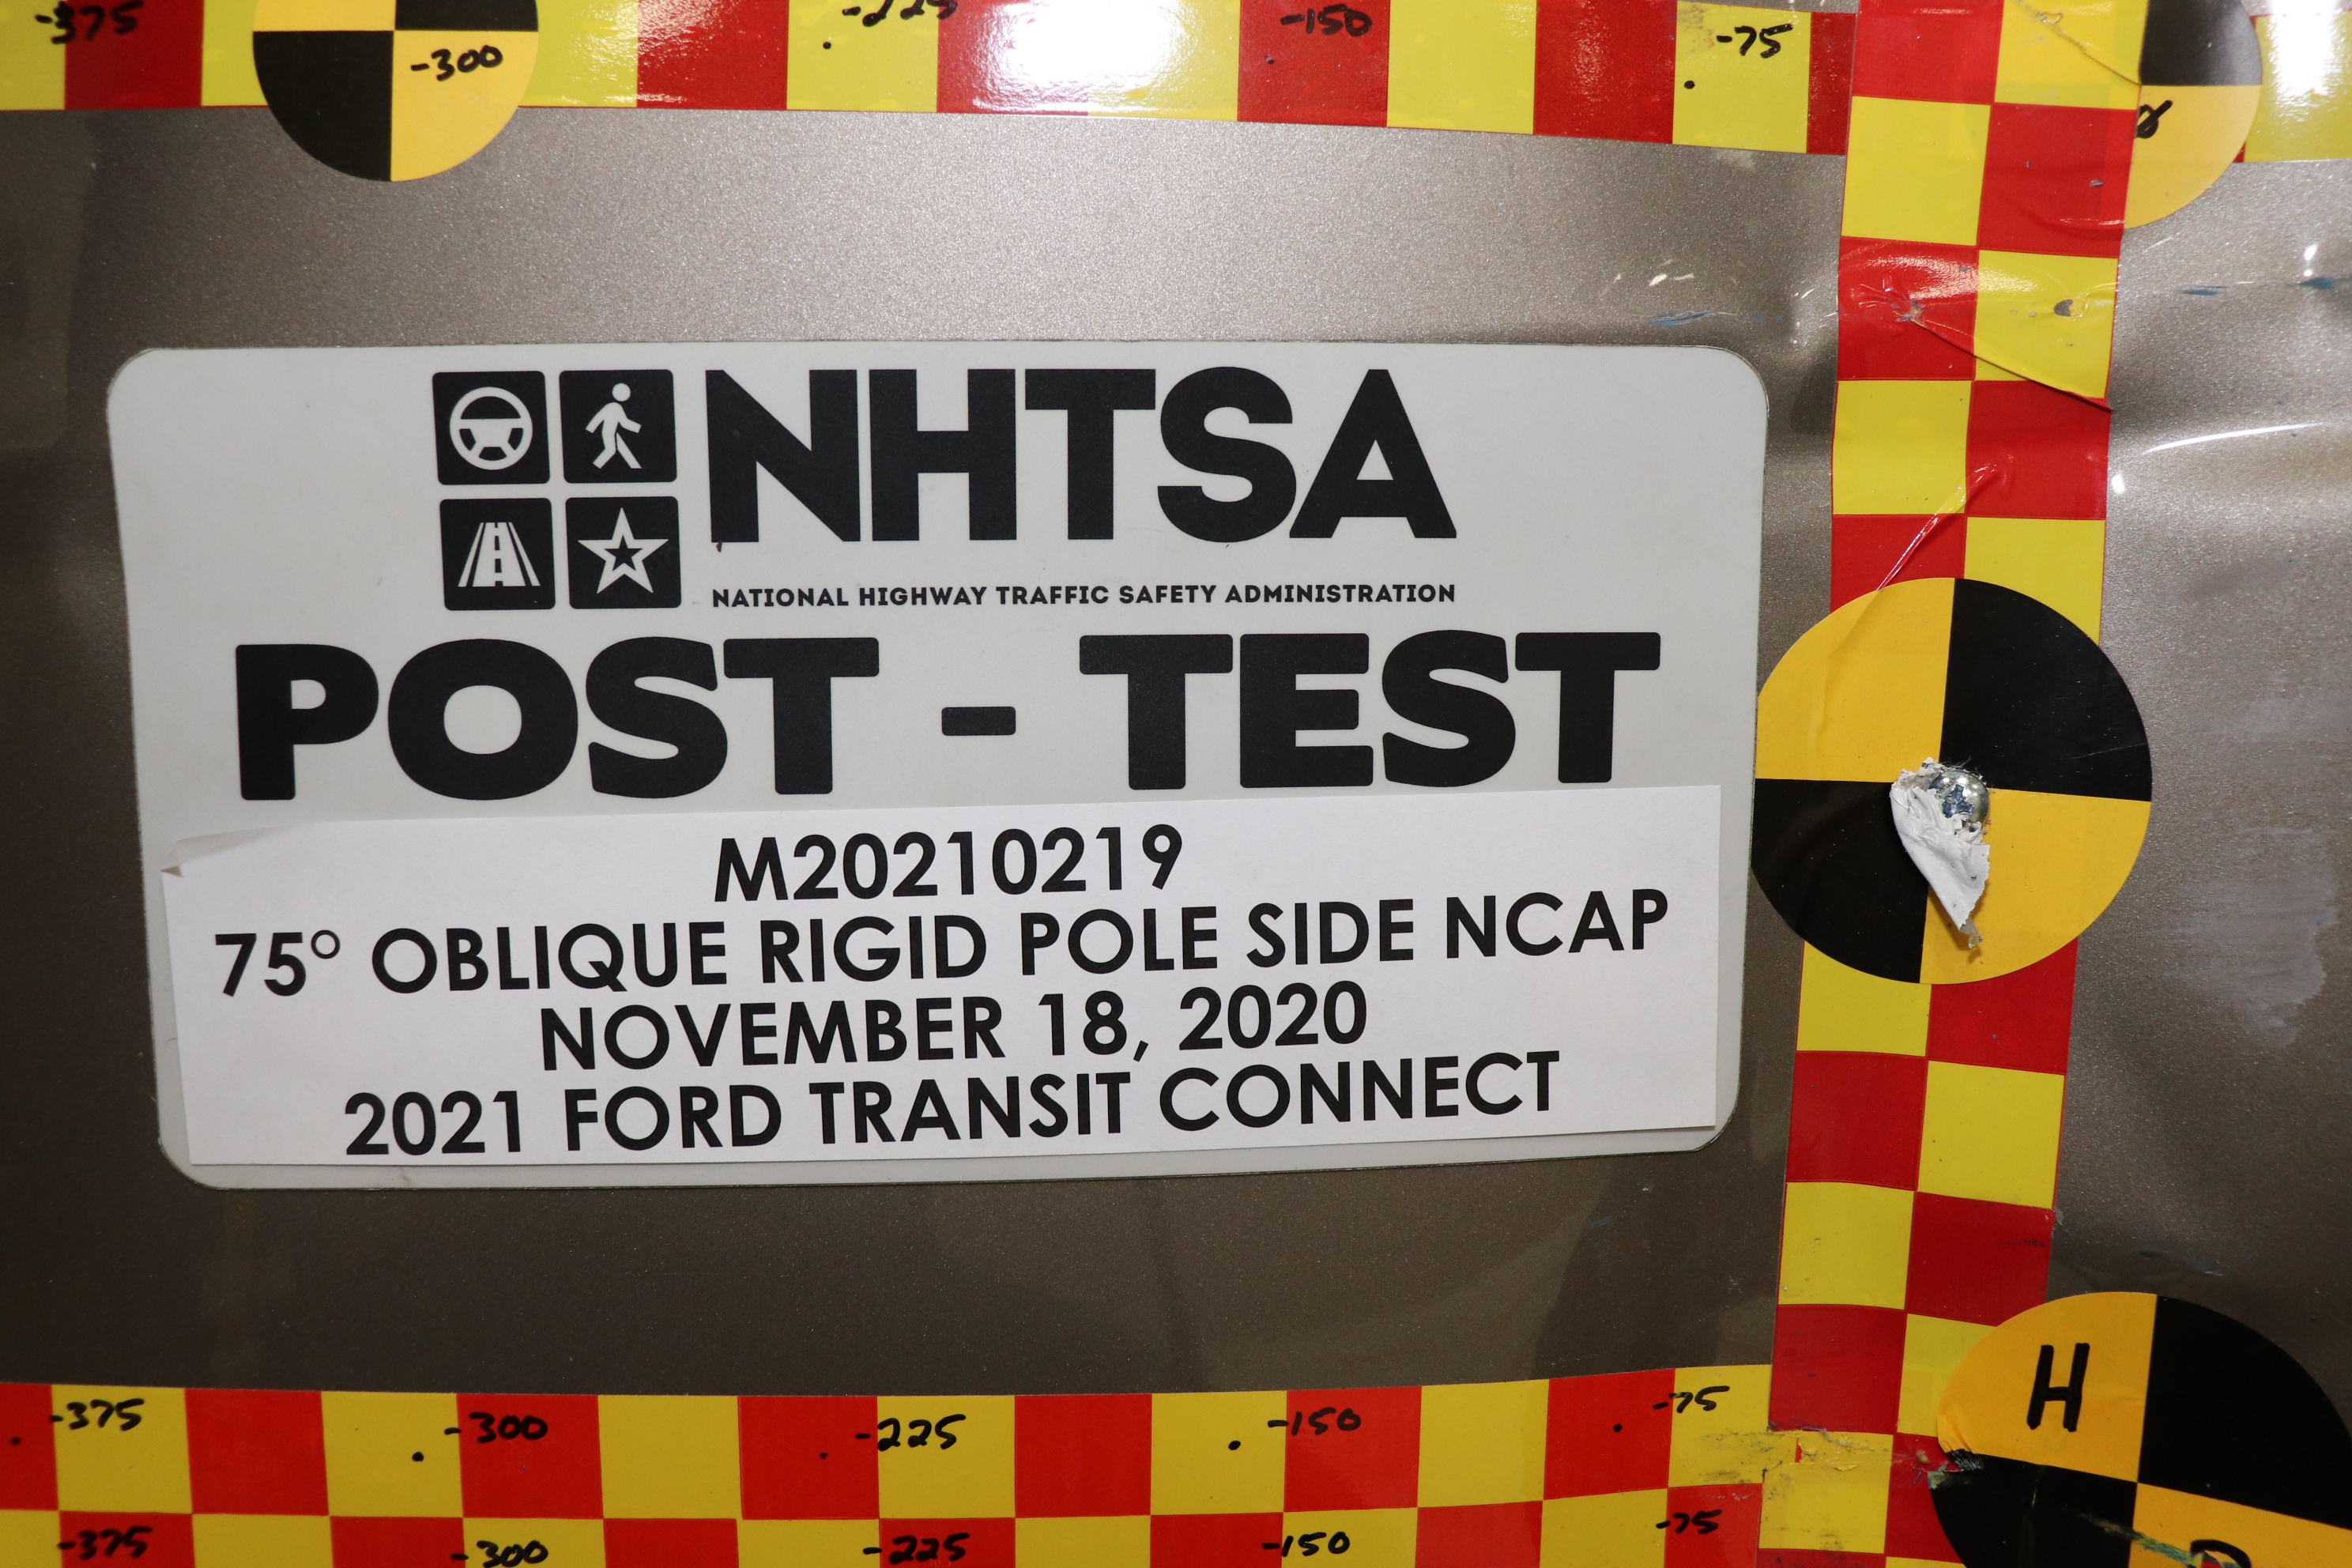 -375
-300
-225
-150
-75
NHTSA
NATIONAL HIGHWAY TRAFFIC SAFETY ADMINISTRATION
POST - TEST
M20210219
75° OBLIQUE RIGID POLE SIDE NCAP
NOVEMBER 18, 2020
2021 FORD TRANSIT CONNECT
H
-375 -300 -225 -150 -75
-375 -300 -225 -150 -75